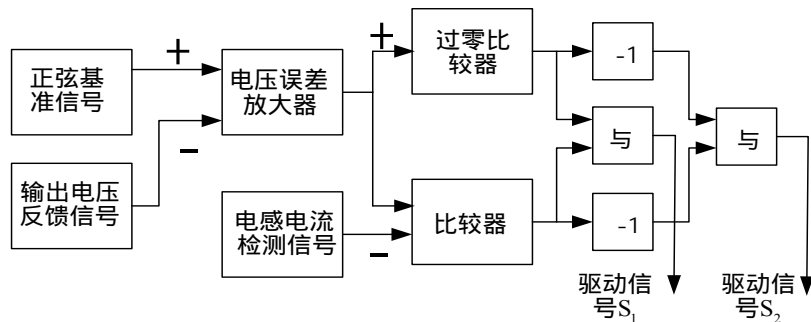 正弦基
准信号
+
−
输出电压
反馈信号
电压误差
放大器
电感电流
检测信号
+
过零比
较器
−
比较器
-1
与
-1
与
驱动信
号S₁
驱动信
号S₂